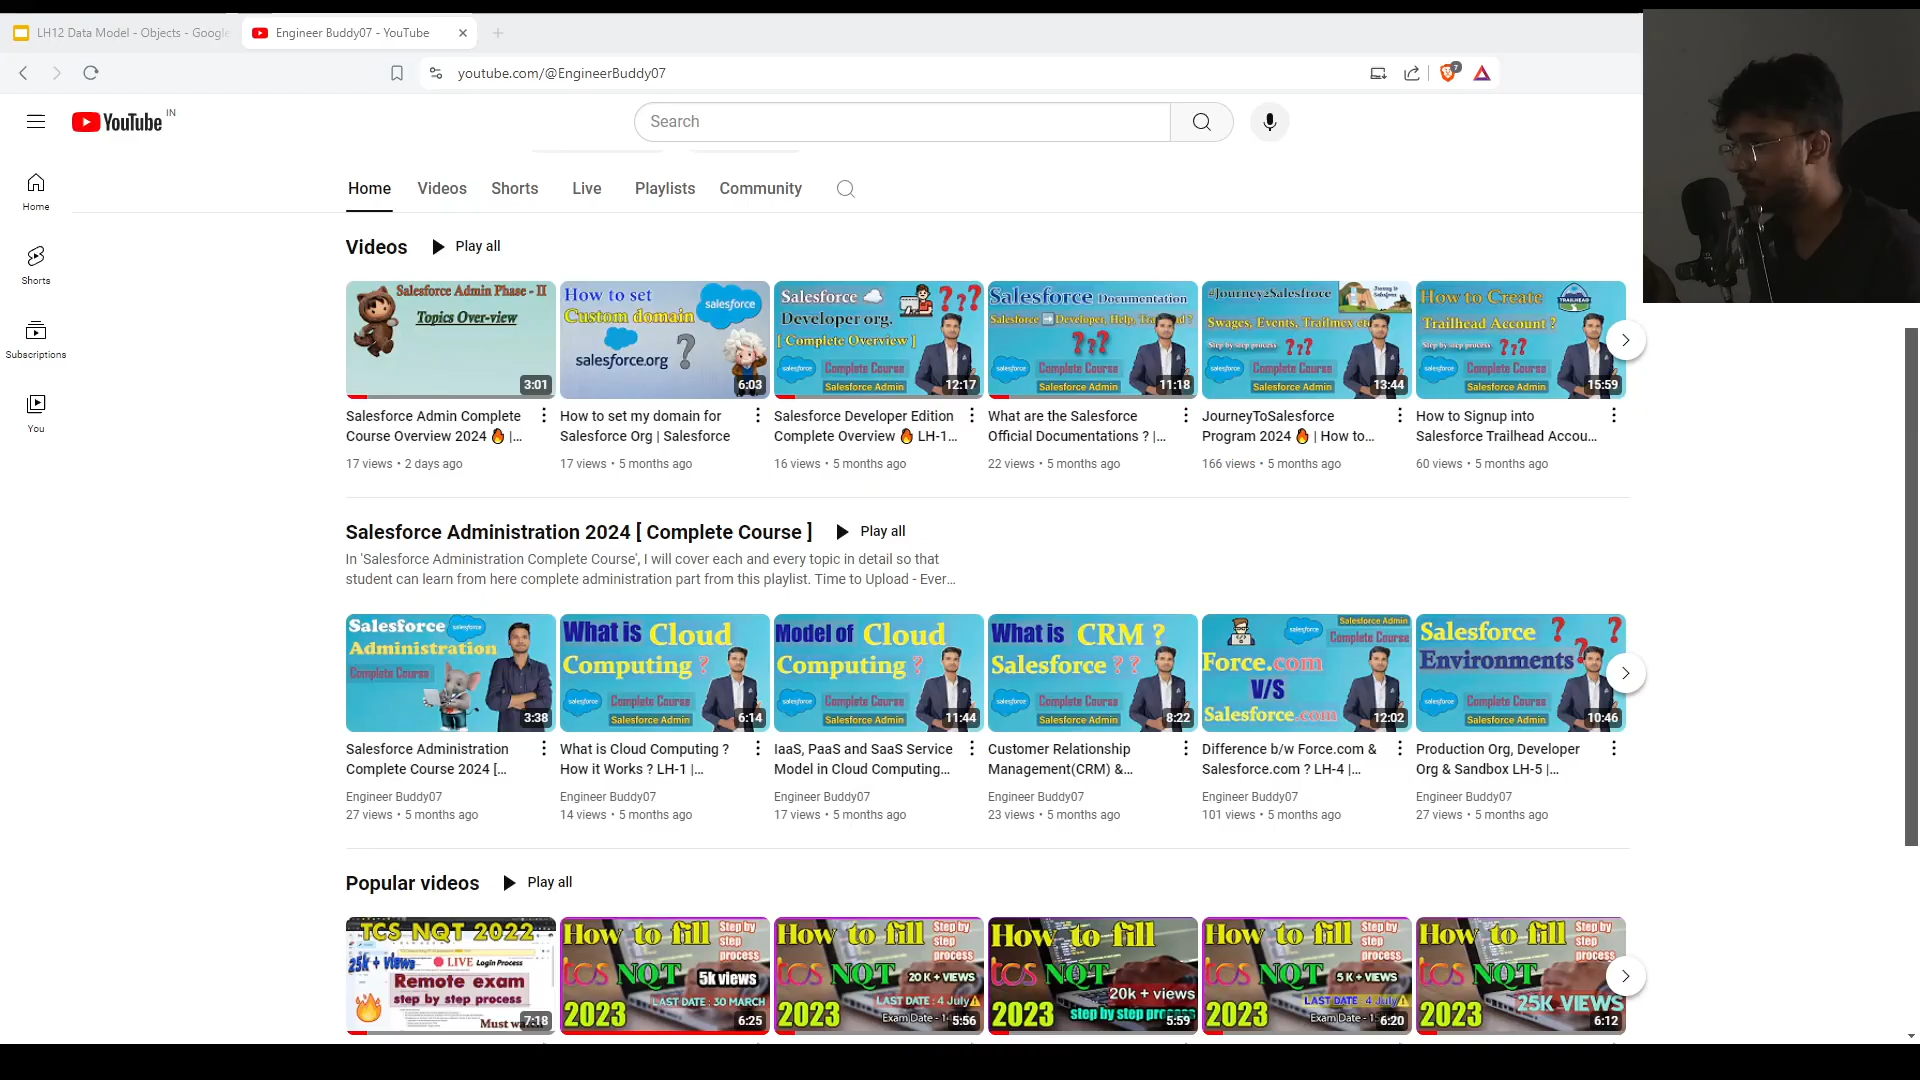 LH12 Data Model - Objects - Google
Engineer Buddy07 - YouTube
youtube.com/@EngineerBuddy07
7
YouTube IN
Search
Home
Shorts
Subscriptions
You
Home Videos Shorts Live Playlists Community
Videos Play all
Salesforce Admin Phase - II
Topics Over-view
3:01
How to set
Custom domain
salesforce
salesforce.org ?
6:03
Salesforce ???
Developer org.
[ Complete Overview ]
salesforce Complete Course
Salesforce Admin
12:17
Salesforce Documentation
???
salesforce Complete Course
Salesforce Admin
11:18
#Journey2Salesfroce
Step by step process ???
salesforce Complete Course
Salesforce Admin
13:44
How to Create
TRAILHEAD
Trailhead Account ?
Step by step process ???
salesforce Complete Course
Salesforce Admin
15:59
Salesforce Admin Complete
Course Overview 2024 🔥 |...
17 views • 2 days ago
How to set my domain for
Salesforce Org | Salesforce
17 views • 5 months ago
Salesforce Developer Edition
Complete Overview 🔥 LH-1...
16 views • 5 months ago
What are the Salesforce
Official Documentations ? |...
22 views • 5 months ago
JourneyToSalesforce
Program 2024 🔥 | How to...
166 views • 5 months ago
How to Signup into
Salesforce Trailhead Accou...
60 views • 5 months ago
Salesforce Administration 2024 [ Complete Course ] Play all
In 'Salesforce Administration Complete Course', I will cover each and every topic in detail so that
student can learn from here complete administration part from this playlist. Time to Upload - Ever...
Salesforce salesforce
Administration
Complete Course
3:38
What is Cloud
Computing ?
salesforce Complete Course
Salesforce Admin
6:14
Model of Cloud
Computing ?
salesforce Complete Course
Salesforce Admin
11:44
What is CRM ?
Salesforce ??
salesforce Complete Course
Salesforce Admin
8:22
Salesforce Admin
salesforce Complete Course
Force.com
V/S
Salesforce.com
12:02
Salesforce ? ?
Environments ?
salesforce Complete Course
Salesforce Admin
10:46
Salesforce Administration
Complete Course 2024 [...
Engineer Buddy07
27 views • 5 months ago
What is Cloud Computing ?
How it Works ? LH-1 |...
Engineer Buddy07
14 views • 5 months ago
IaaS, PaaS and SaaS Service
Model in Cloud Computing...
Engineer Buddy07
17 views • 5 months ago
Customer Relationship
Management(CRM) &...
Engineer Buddy07
23 views • 5 months ago
Difference b/w Force.com &
Salesforce.com ? LH-4 |...
Engineer Buddy07
101 views • 5 months ago
Production Org, Developer
Org & Sandbox LH-5 |...
Engineer Buddy07
27 views • 5 months ago
Popular videos Play all
TCS NQT 2022
25k + views LIVE Login Process
Remote exam
step by step process
Must wa
7:18
How to fill Step by step process
tcs NQT 5k views
2023 LAST DATE : 30 MARCH
6:25
How to fill Step by step process
tcs NQT 20 K + VIEWS
2023 LAST DATE : 4 July
Exam Date - 1
5:56
How to fill
tcs NQT
2023 20k + views
step by step process
5:59
How to fill Step by step process
tcs NQT 5 K + VIEWS
2023 LAST DATE : 4 July
Exam Date - 1
6:20
How to fill Step by step process
tcs NQT
2023 25K VIEWS
6:12